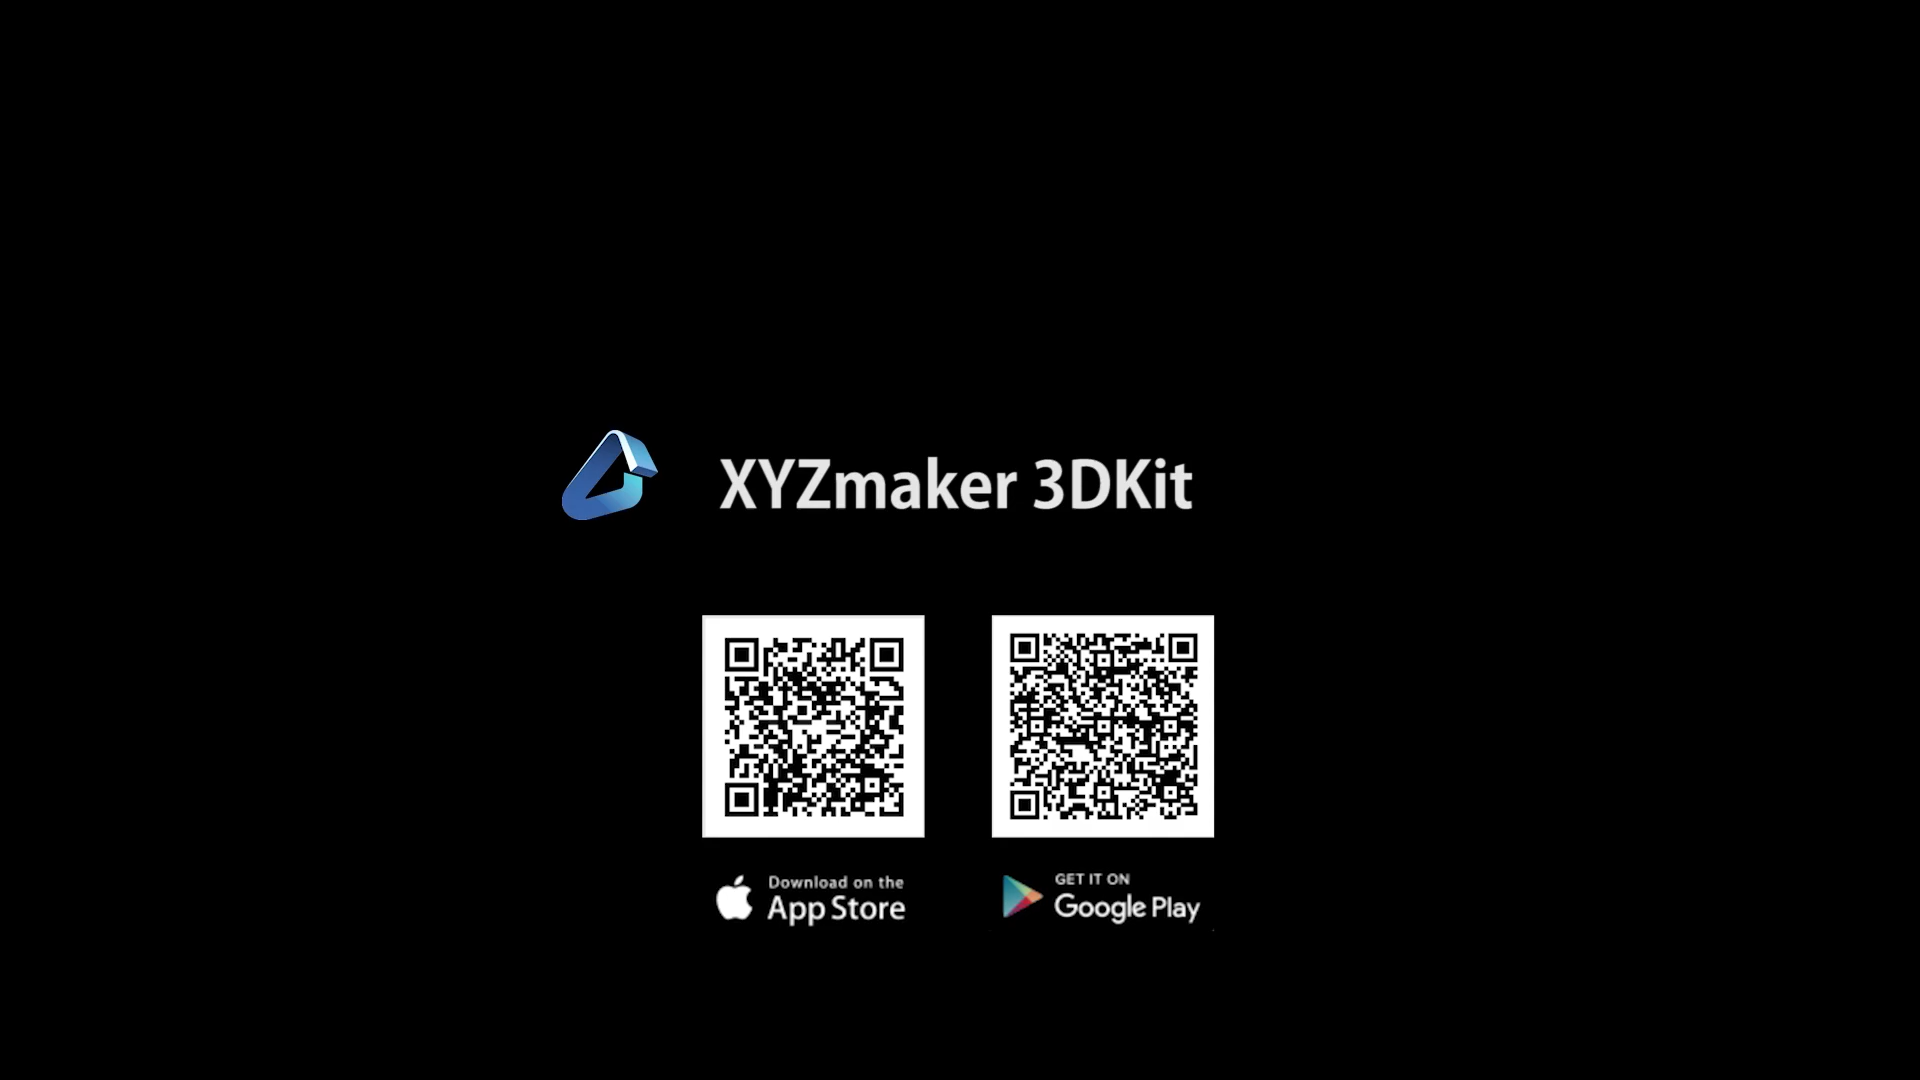 XYZmaker 3DKit
Download on the
App Store
GET IT ON
Google Play